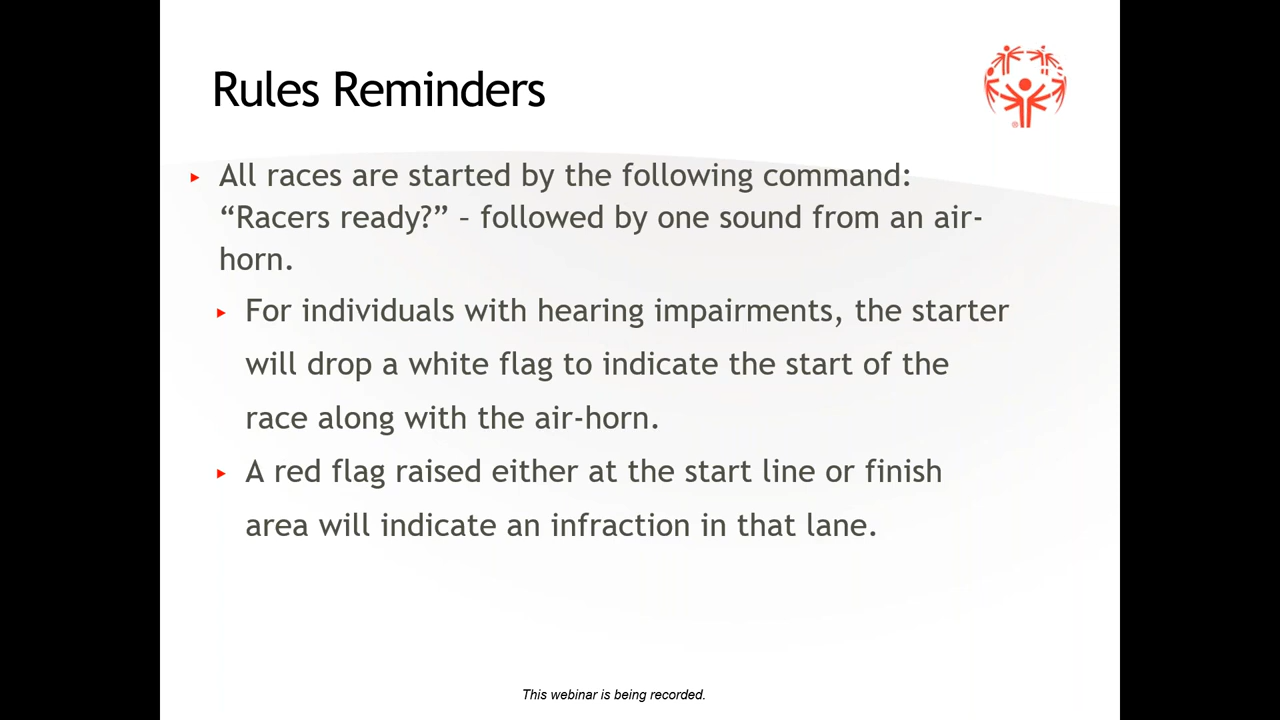 Rules Reminders
All races are started by the following command:
“Racers ready?” – followed by one sound from an air-
horn.
For individuals with hearing impairments, the starter
will drop a white flag to indicate the start of the
race along with the air-horn.
A red flag raised either at the start line or finish
area will indicate an infraction in that lane.
This webinar is being recorded.